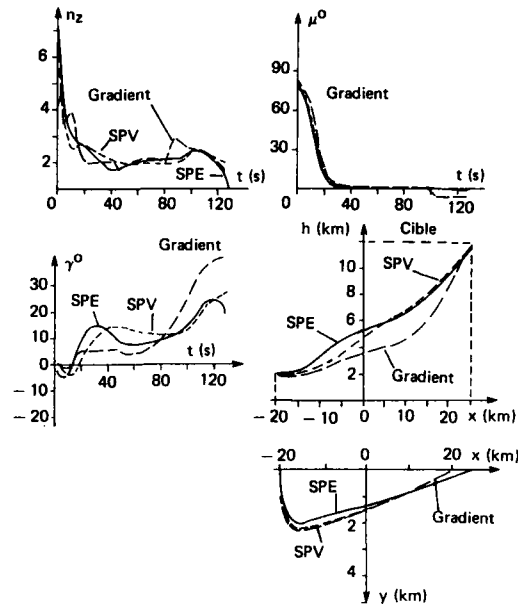 n_z
6
4
2
Gradient
SPV
SPE
0 40 80 120
t (s)
μ°
90
60
30
Gradient
t (s)
0 40 80 120
γ°
30
20
10
0
– 10
– 20
Gradient
SPE
SPV
t (s)
40 80 120
h (km)
Cible
12
10
8
6
4
2
SPV
SPE
Gradient
– 20 – 10 0 10 20 x (km)
– 20 0 20 x (km)
SPE
SPV
Gradient
2
4
y (km)